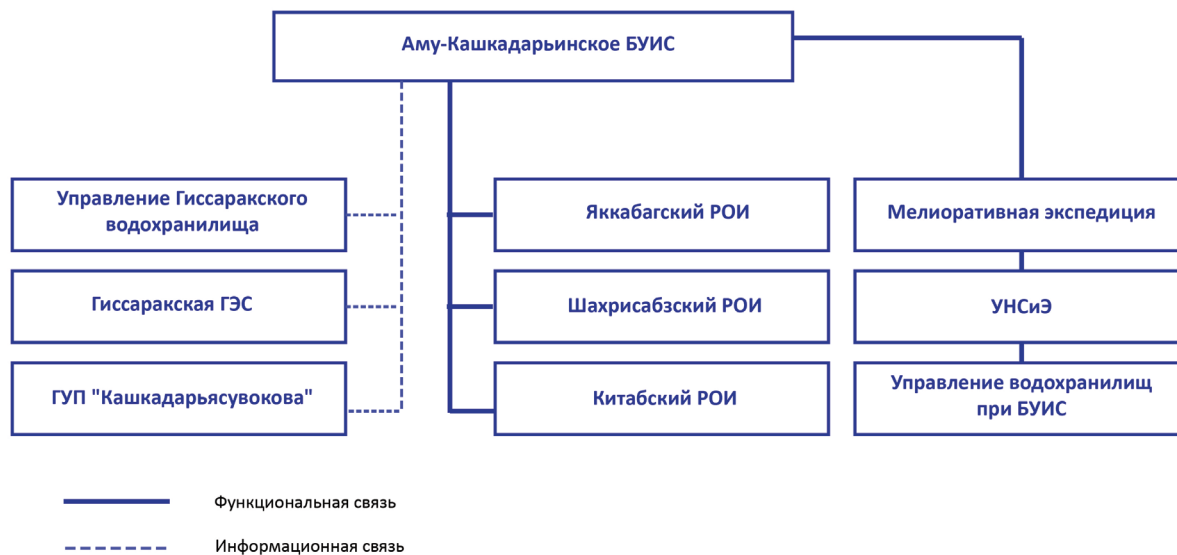 Аму-Кашкадарьинское БУИС
Управление Гиссаракского
водохранилища
Яккабагский РОИ
Мелиоративная экспедиция
Гиссаракская ГЭС
Шахрисабзский РОИ
УНСиЭ
ГУП "Кашкадарьясувокова"
Китабский РОИ
Управление водохранилищ
при БУИС
Функциональная связь
Информационная связь